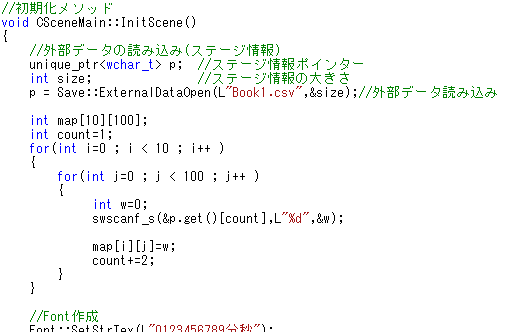 //初期化メソッド
void CSceneMain::InitScene()
{
    //外部データの読み込み(ステージ情報)
    unique_ptr<wchar_t> p;  //ステージ情報ポインター
    int size;               //ステージ情報の大きさ
    p = Save::ExternalDataOpen(L"Book1.csv",&size);//外部データ読み込み
    int map[10][100];
    int count=1;
    for(int i=0 ; i < 10 ; i++ )
    {
        for(int j=0 ; j < 100 ; j++ )
        {
            int w=0;
            swscanf_s(&p.get()[count],L"%d",&w);
            map[i][j]=w;
            count+=2;
        }
    }
    //Font作成
    Font::SetStrTex(L"0123456789分秒");